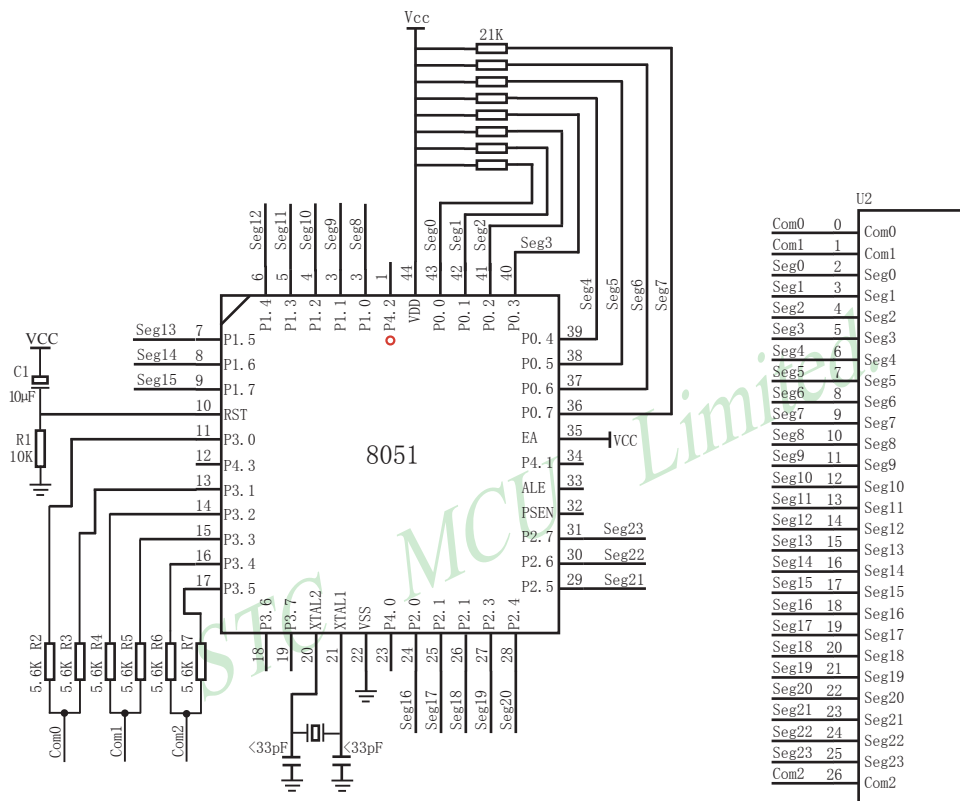 Vcc
21K
Seg12
Seg11
Seg10
Seg9
Seg8
Seg0
Seg1
Seg2
Seg3
Seg4
Seg5
Seg6
Seg7
6
5
4
3
3
1
44
43
42
41
40
P1.4
P1.3
P1.2
P1.1
P1.0
P4.2
VDD
P0.0
P0.1
P0.2
P0.3
Seg13 7 P1.5
Seg14 8 P1.6
Seg15 9 P1.7
10 RST
11 P3.0
12 P4.3
13 P3.1
14 P3.2
15 P3.3
16 P3.4
17 P3.5
VCC
C1
10μF
R1
10K
8051
P0.4 39
P0.5 38
P0.6 37
P0.7 36
EA 35 VCC
P4.1 34
ALE 33
PSEN 32
P2.7 31 Seg23
P2.6 30 Seg22
P2.5 29 Seg21
P3.6
P3.7
XTAL2
XTAL1
VSS
P4.0
P2.0
P2.1
P2.1
P2.3
P2.4
18
19
20
21
22
23
24
25
26
27
28
Seg16
Seg17
Seg18
Seg19
Seg20
5.6K R2
5.6K R3
5.6K R4
5.6K R5
5.6K R6
5.6K R7
Com0
Com1
Com2
<33pF
<33pF
STC MCU Limited.
U2
Com0 0 Com0
Com1 1 Com1
Seg0 2 Seg0
Seg1 3 Seg1
Seg2 4 Seg2
Seg3 5 Seg3
Seg4 6 Seg4
Seg5 7 Seg5
Seg6 8 Seg6
Seg7 9 Seg7
Seg8 10 Seg8
Seg9 11 Seg9
Seg10 12 Seg10
Seg11 13 Seg11
Seg12 14 Seg12
Seg13 15 Seg13
Seg14 16 Seg14
Seg15 17 Seg15
Seg16 18 Seg16
Seg17 19 Seg17
Seg18 20 Seg18
Seg19 21 Seg19
Seg20 22 Seg20
Seg21 23 Seg21
Seg22 24 Seg22
Seg23 25 Seg23
Com2 26 Com2